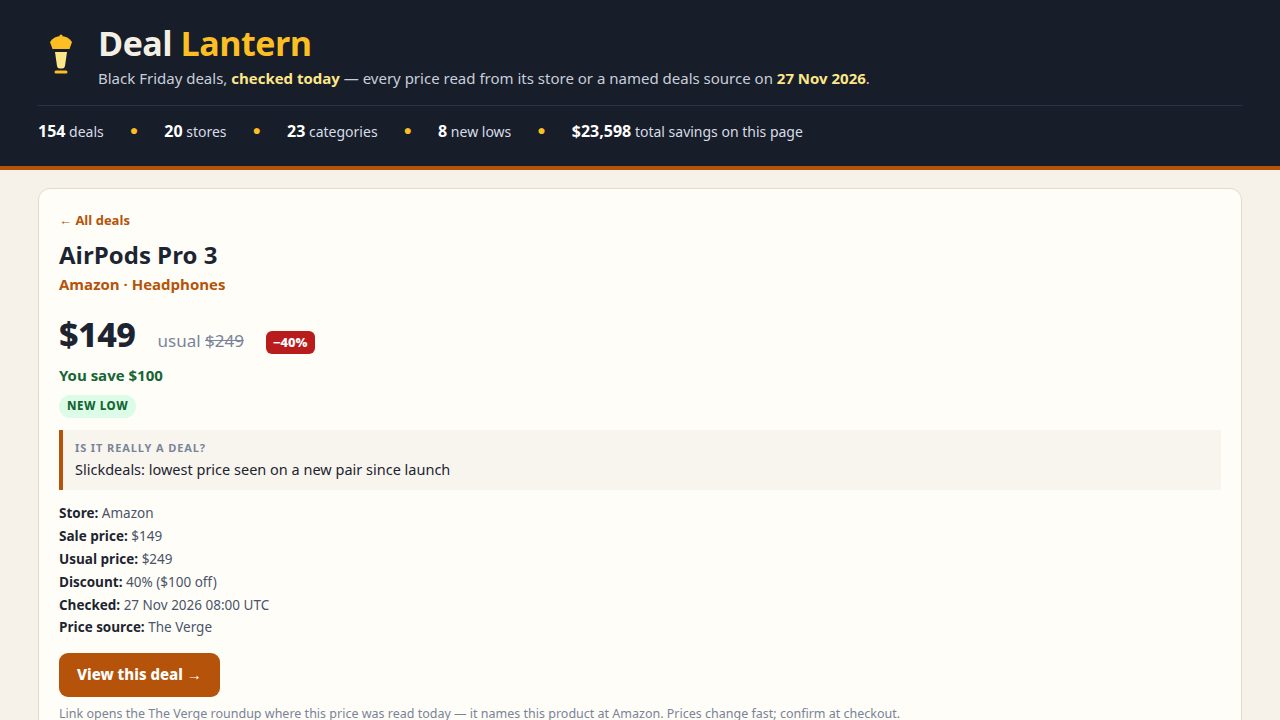 Deal Lantern
Black Friday deals, checked today — every price read from its store or a named deals source on 27 Nov 2026.
154 deals • 20 stores • 23 categories • 8 new lows • $23,598 total savings on this page
← All deals
AirPods Pro 3
Amazon · Headphones
$149 usual $249 −40%
You save $100
NEW LOW
IS IT REALLY A DEAL?
Slickdeals: lowest price seen on a new pair since launch
Store: Amazon
Sale price: $149
Usual price: $249
Discount: 40% ($100 off)
Checked: 27 Nov 2026 08:00 UTC
Price source: The Verge
View this deal →
Link opens the The Verge roundup where this price was read today — it names this product at Amazon. Prices change fast; confirm at checkout.